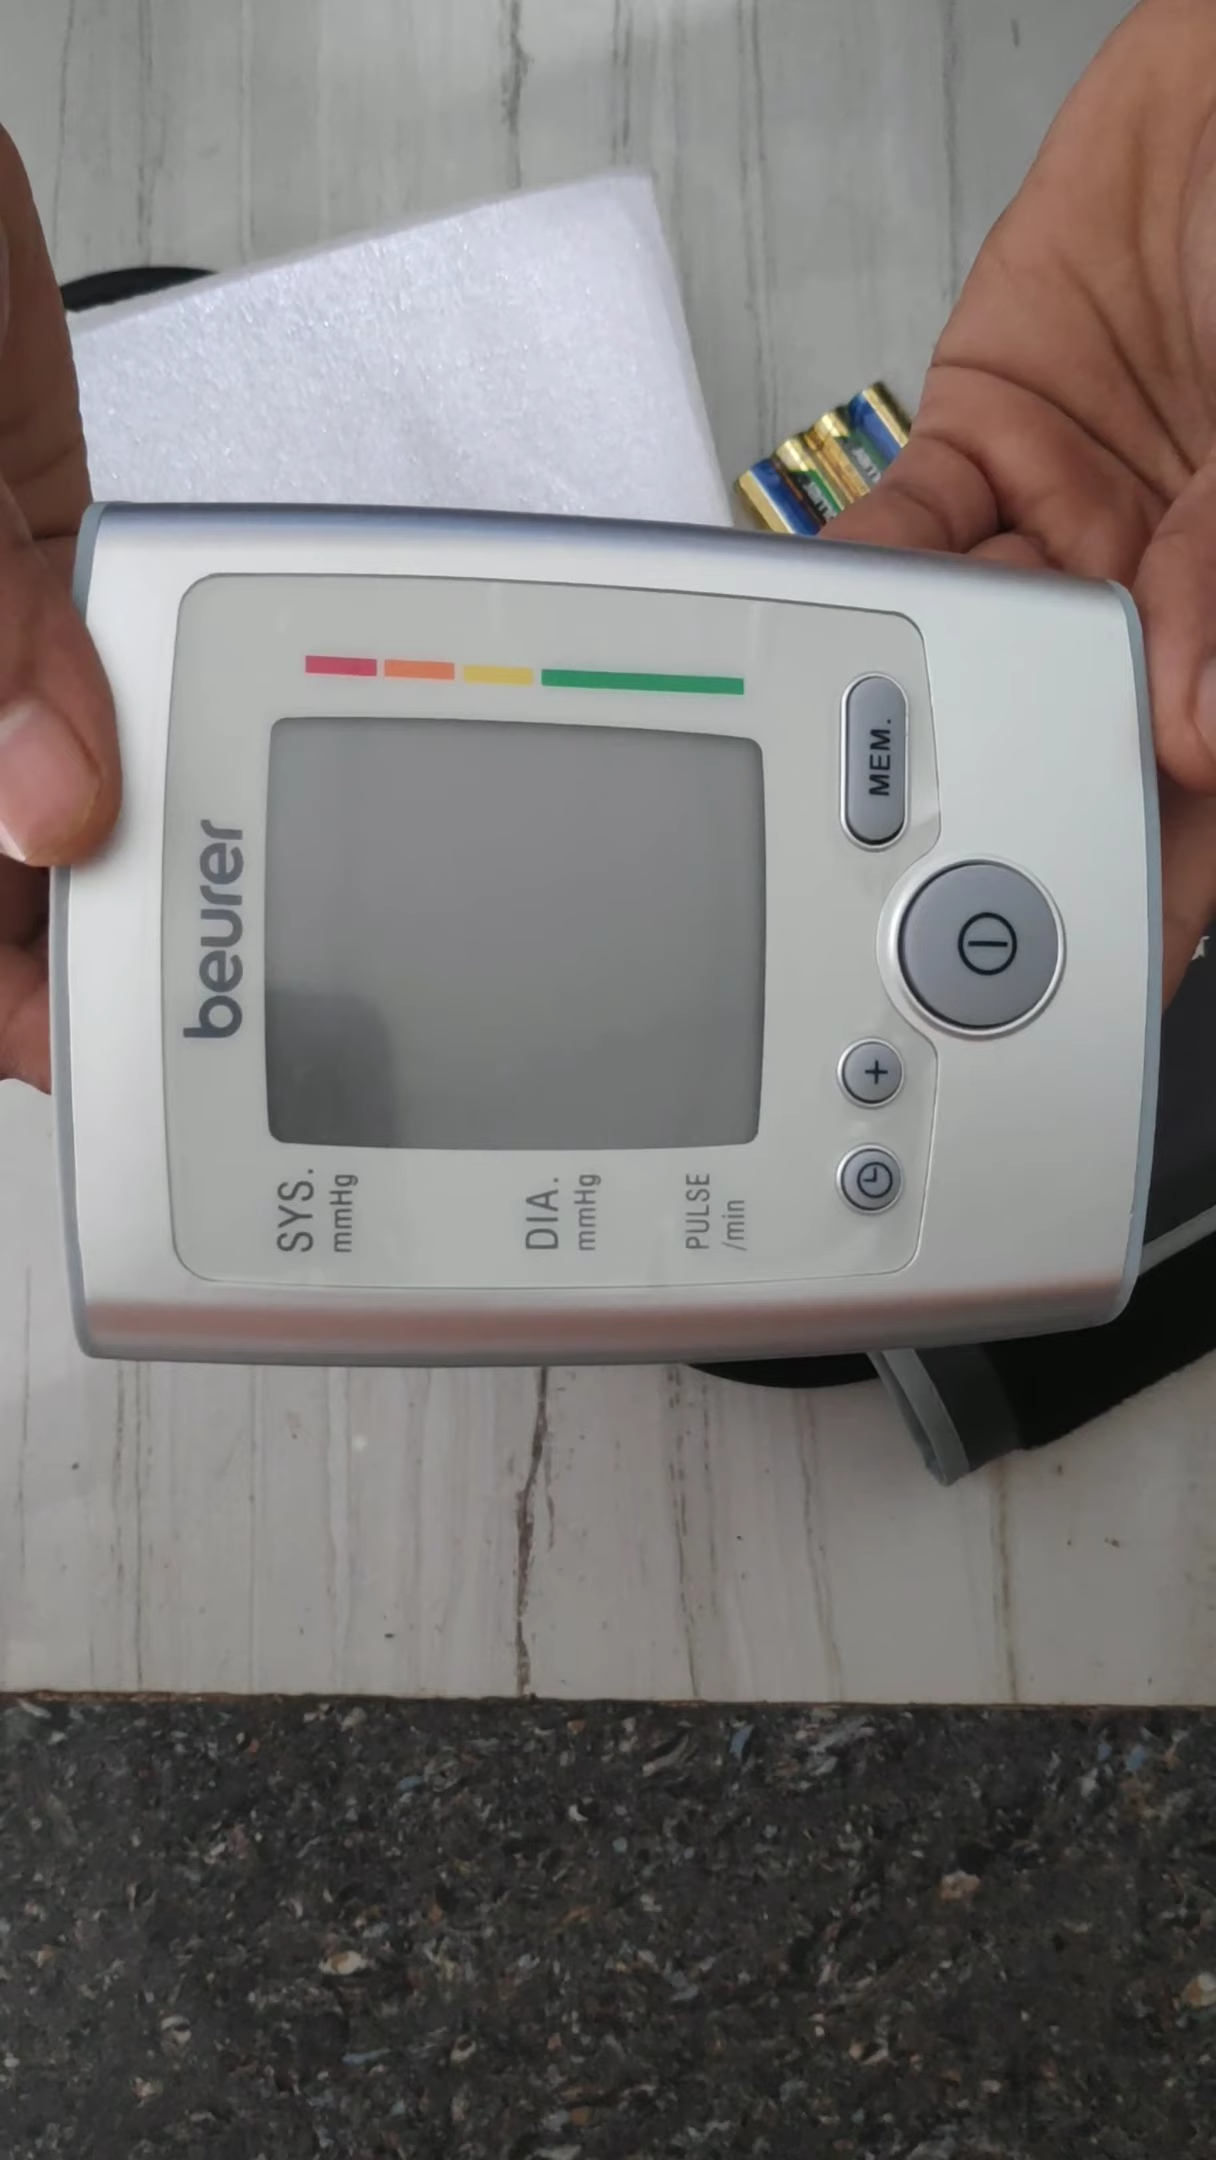 beurer
SYS.
mmHg
DIA.
mmHg
PULSE
/min
MEM.
+